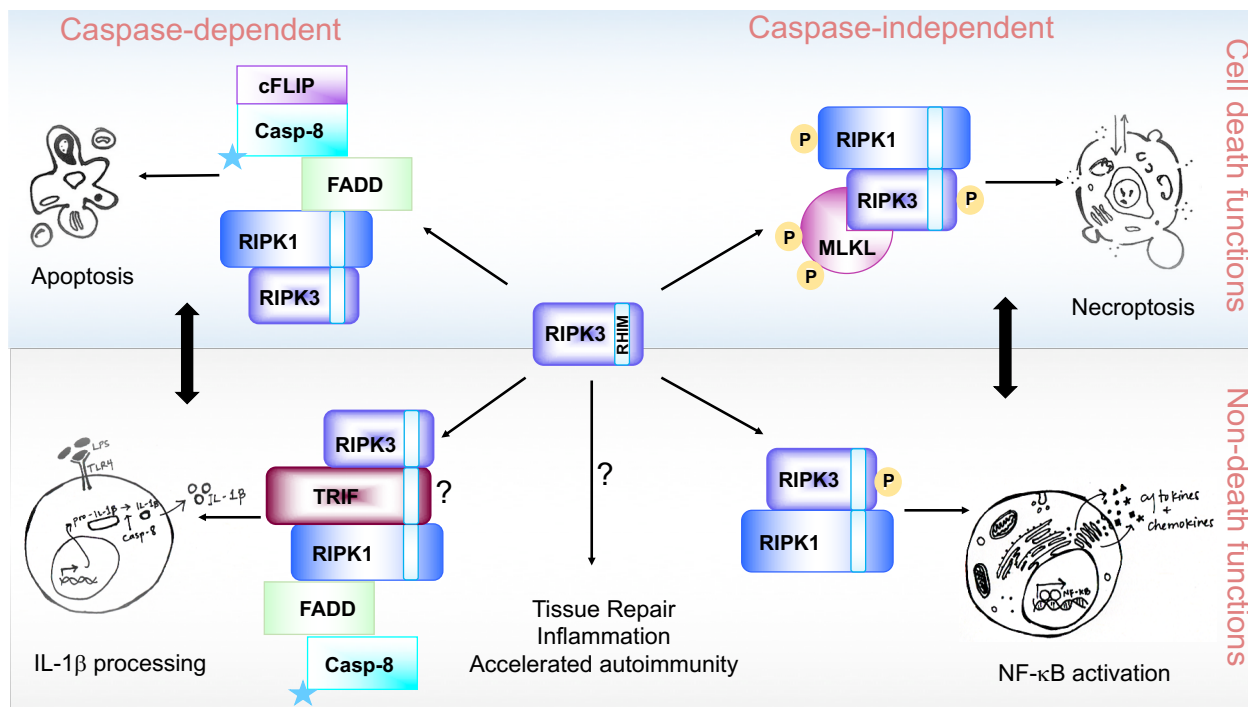 Caspase-dependent
Caspase-independent
Cell death functions
Non-death functions
cFLIP
Casp-8
FADD
RIPK1
RIPK3
Apoptosis
P
RIPK1
RIPK3
P
MLKL
P
P
Necroptosis
RIPK3
RHIM
LPS
TLR4
IL-1β
pro-IL-1β → IL-1β
casp-8
RIPK3
TRIF
?
RIPK1
FADD
Casp-8
IL-1β processing
?
Tissue Repair
Inflammation
Accelerated autoimmunity
RIPK3
P
RIPK1
cytokines
+
chemokines
NF-κB
NF-κB activation